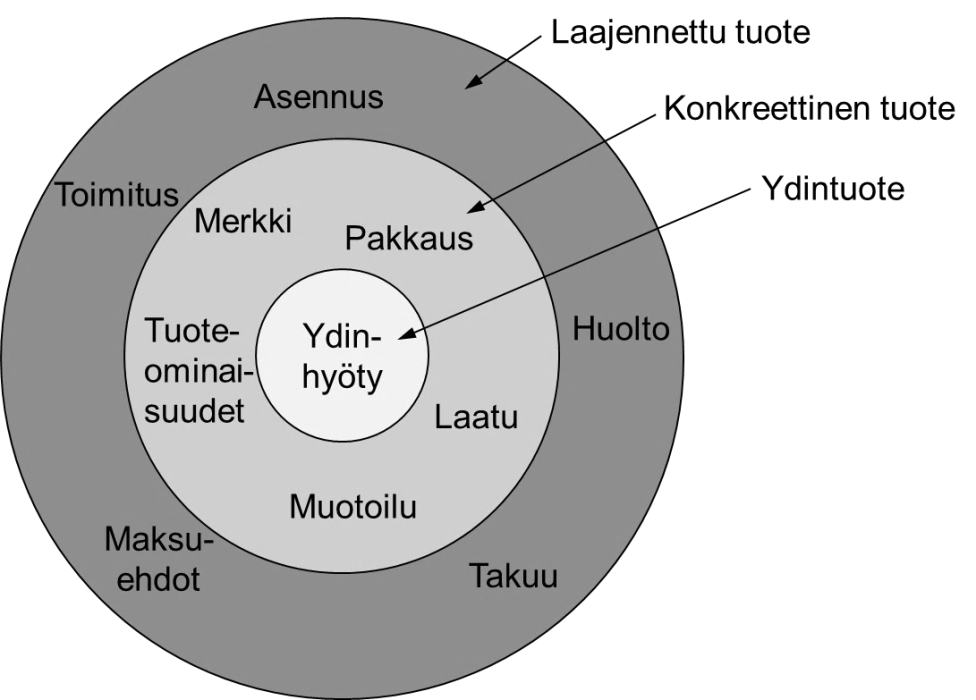 Laajennettu tuote
Asennus
Konkreettinen tuote
Toimitus
Ydintuote
Merkki
Pakkaus
Tuote-
ominai-
suudet
Ydin-
hyöty
Huolto
Laatu
Muotoilu
Maksu-
ehdot
Takuu